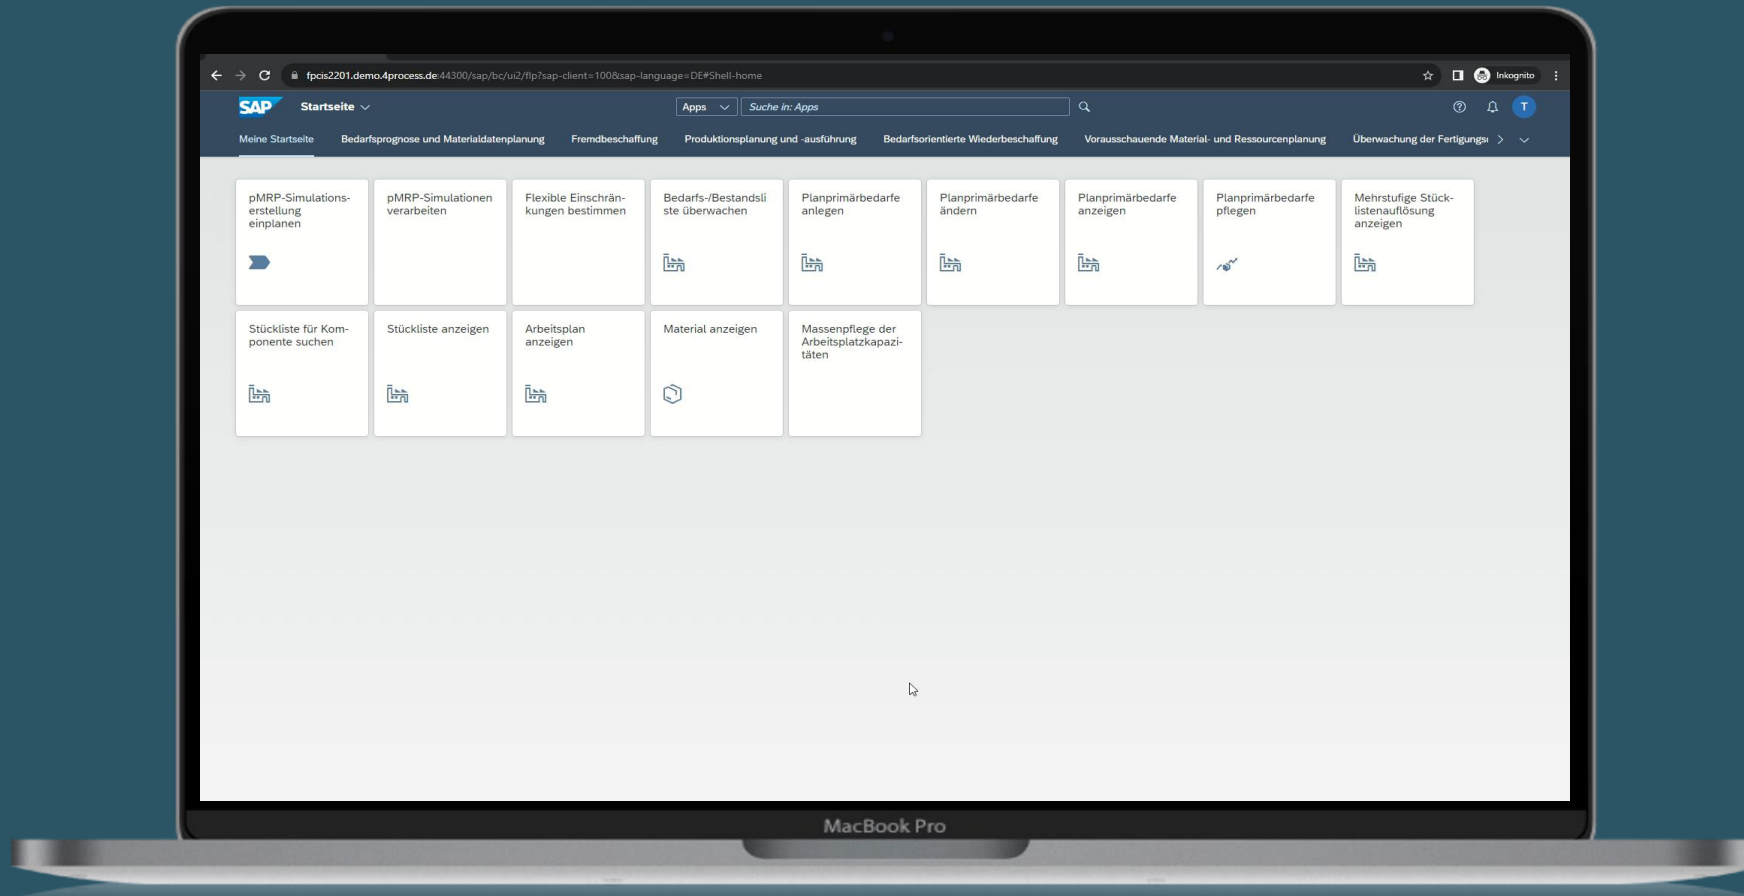 fpcis2201.demo.4process.de:44300/sap/bc/ui2/flp?sap-client=100&sap-language=DE#Shell-home
Inkognito
SAP
Startseite
Apps
Suche in: Apps
T
Meine Startseite
Bedarfsprognose und Materialdatenplanung
Fremdbeschaffung
Produktionsplanung und -ausführung
Bedarfsorientierte Wiederbeschaffung
Vorausschauende Material- und Ressourcenplanung
Überwachung der Fertigungs
pMRP-Simulations-
erstellung
einplanen
pMRP-Simulationen
verarbeiten
Flexible Einschrän-
kungen bestimmen
Bedarfs-/Bestandsli
ste überwachen
Planprimärbedarfe
anlegen
Planprimärbedarfe
ändern
Planprimärbedarfe
anzeigen
Planprimärbedarfe
pflegen
Mehrstufige Stück-
listenauflösung
anzeigen
Stückliste für Kom-
ponente suchen
Stückliste anzeigen
Arbeitsplan
anzeigen
Material anzeigen
Massenpflege der
Arbeitsplatzkapazi-
täten
MacBook Pro